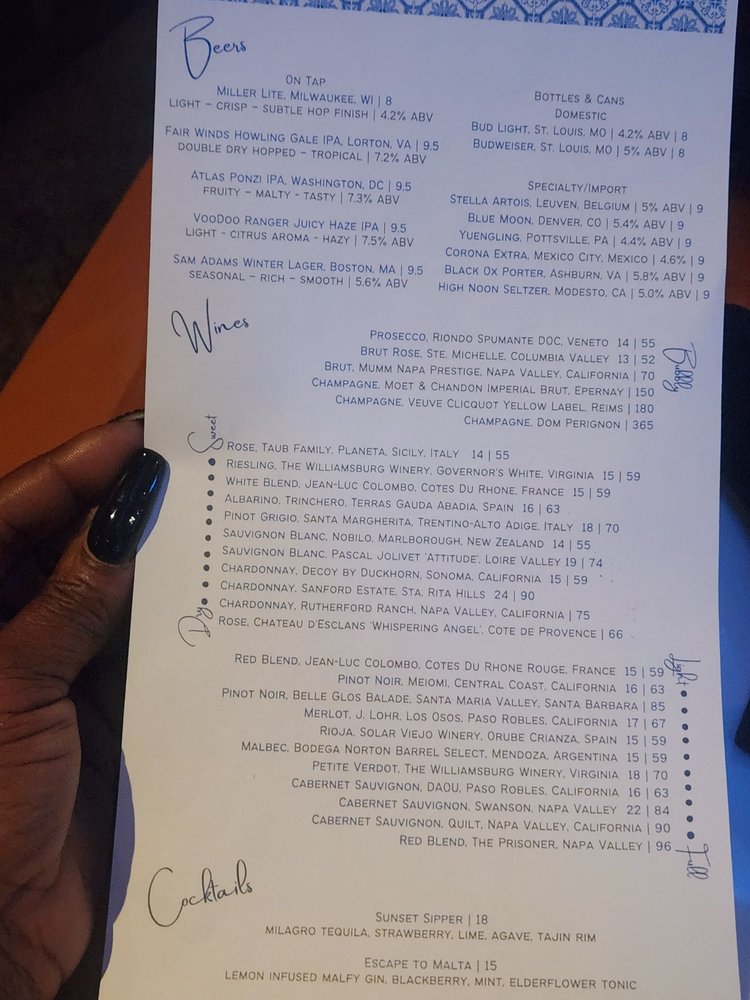 Beers
On Tap
Miller Lite, Milwaukee, WI | 8
Light – Crisp – Subtle Hop Finish | 4.2% ABV
Fair Winds Howling Gale IPA, Lorton, VA | 9.5
Double Dry Hopped – Tropical | 7.2% ABV
Atlas Ponzi IPA, Washington, DC | 9.5
Fruity – Malty - Tasty | 7.3% ABV
VooDoo Ranger Juicy Haze IPA | 9.5
Light - Citrus Aroma - Hazy | 7.5% ABV
Sam Adams Winter Lager, Boston, MA | 9.5
Seasonal – Rich – Smooth | 5.6% ABV
Bottles & Cans
Domestic
Bud Light, St. Louis, MO | 4.2% ABV | 8
Budweiser, St. Louis, MO | 5% ABV | 8
Specialty/Import
Stella Artois, Leuven, Belgium | 5% ABV | 9
Blue Moon, Denver, CO | 5.4% ABV | 9
Yuengling, Pottsville, PA | 4.4% ABV | 9
Corona Extra, Mexico City, Mexico | 4.6% | 9
Black Ox Porter, Ashburn, VA | 5.8% ABV | 9
High Noon Seltzer, Modesto, CA | 5.0% ABV | 9
Wines
Bubbly
Prosecco, Riondo Spumante DOC, Veneto 14 | 55
Brut Rose, Ste. Michelle, Columbia Valley 13 | 52
Brut, Mumm Napa Prestige, Napa Valley, California | 70
Champagne, Moet & Chandon Imperial Brut, Epernay | 150
Champagne, Veuve Clicquot Yellow Label, Reims | 180
Champagne, Dom Perignon | 365
Sweet
Rose, Taub Family, Planeta, Sicily, Italy 14 | 55
Riesling, The Williamsburg Winery, Governor's White, Virginia 15 | 59
White Blend, Jean-Luc Colombo, Cotes Du Rhone, France 15 | 59
Albarino, Trinchero, Terras Gauda Abadia, Spain 16 | 63
Pinot Grigio, Santa Margherita, Trentino-Alto Adige, Italy 18 | 70
Sauvignon Blanc, Nobilo, Marlborough, New Zealand 14 | 55
Sauvignon Blanc, Pascal Jolivet 'Attitude', Loire Valley 19 | 74
Chardonnay, Decoy by Duckhorn, Sonoma, California 15 | 59
Chardonnay, Sanford Estate, Sta. Rita Hills 24 | 90
Chardonnay, Rutherford Ranch, Napa Valley, California | 75
Rose, Chateau D'Esclans 'Whispering Angel', Cote de Provence | 66
Dry
Light
Red Blend, Jean-Luc Colombo, Cotes Du Rhone Rouge, France 15 | 59
Pinot Noir, Meiomi, Central Coast, California 16 | 63
Pinot Noir, Belle Glos Balade, Santa Maria Valley, Santa Barbara | 85
Merlot, J. Lohr, Los Osos, Paso Robles, California 17 | 67
Rioja, Solar Viejo Winery, Orube Crianza, Spain 15 | 59
Malbec, Bodega Norton Barrel Select, Mendoza, Argentina 15 | 59
Petite Verdot, The Williamsburg Winery, Virginia 18 | 70
Cabernet Sauvignon, DAOU, Paso Robles, California 16 | 63
Cabernet Sauvignon, Swanson, Napa Valley 22 | 84
Cabernet Sauvignon, Quilt, Napa Valley, California | 90
Red Blend, The Prisoner, Napa Valley | 96
Full
Cocktails
Sunset Sipper | 18
Milagro Tequila, Strawberry, Lime, Agave, Tajin Rim
Escape to Malta | 15
Lemon Infused Malfy Gin, Blackberry, Mint, Elderflower Tonic